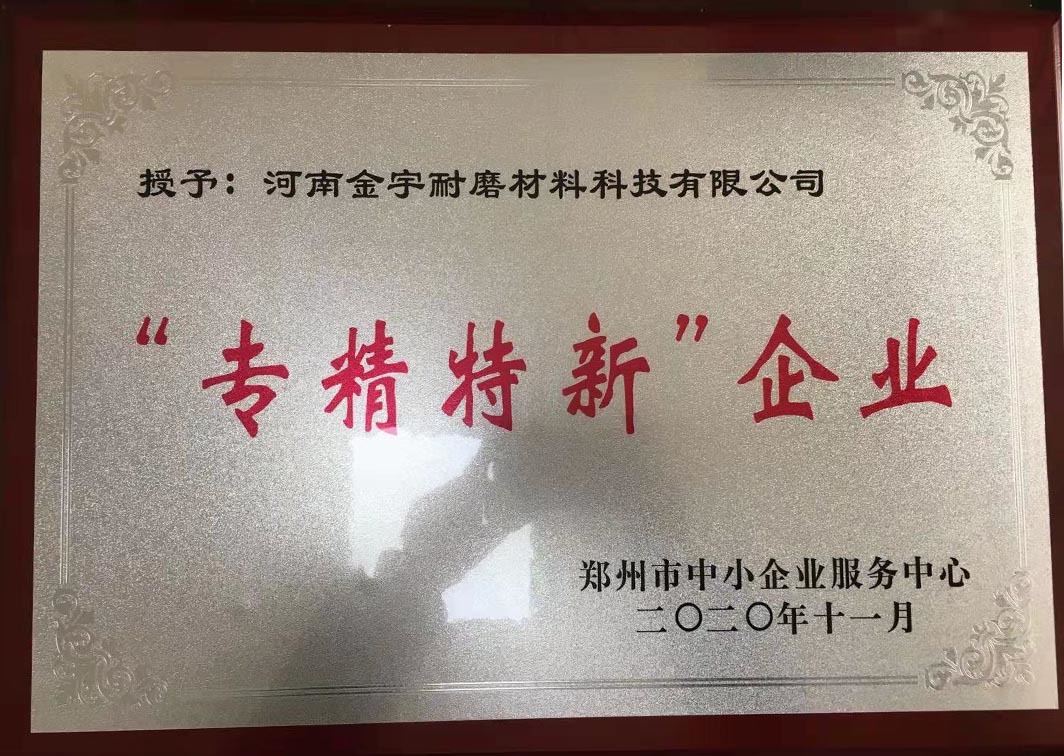 授予：河南金宇耐磨材料科技有限公司
“专精特新”企业
郑州市中小企业服务中心
二〇二〇年十一月